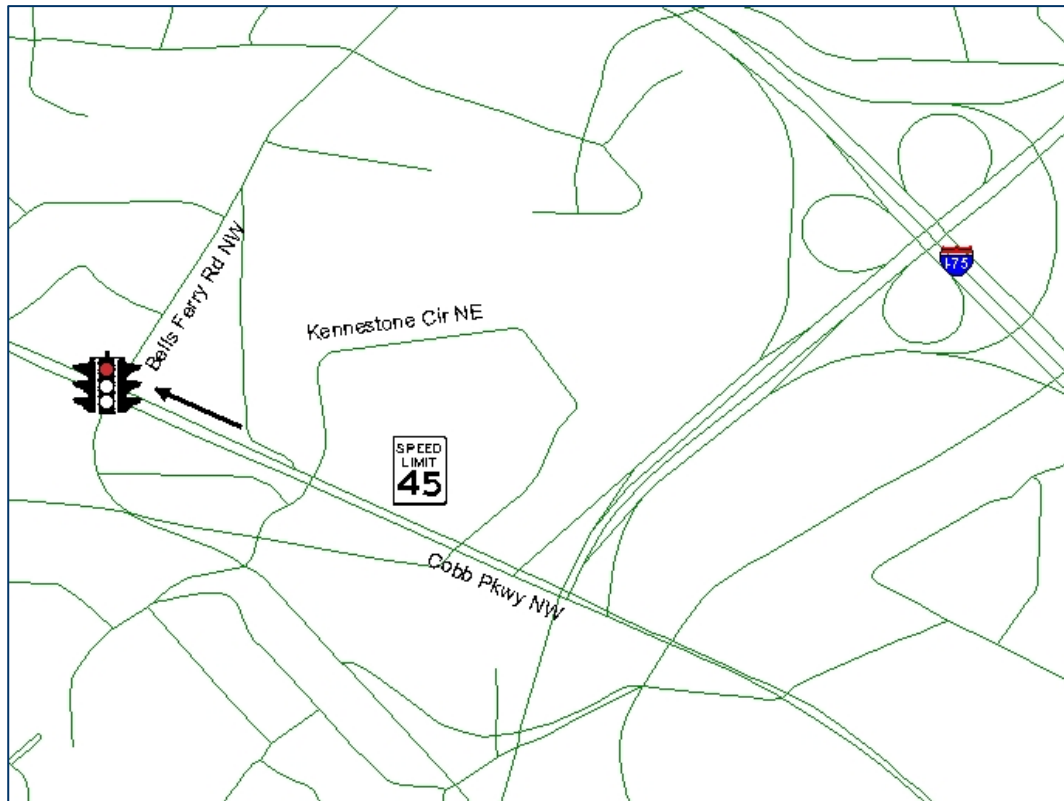 Bells Ferry Rd NW
I-75
Kennestone Cir NE
SPEED
LIMIT
45
Cobb Pkwy NW